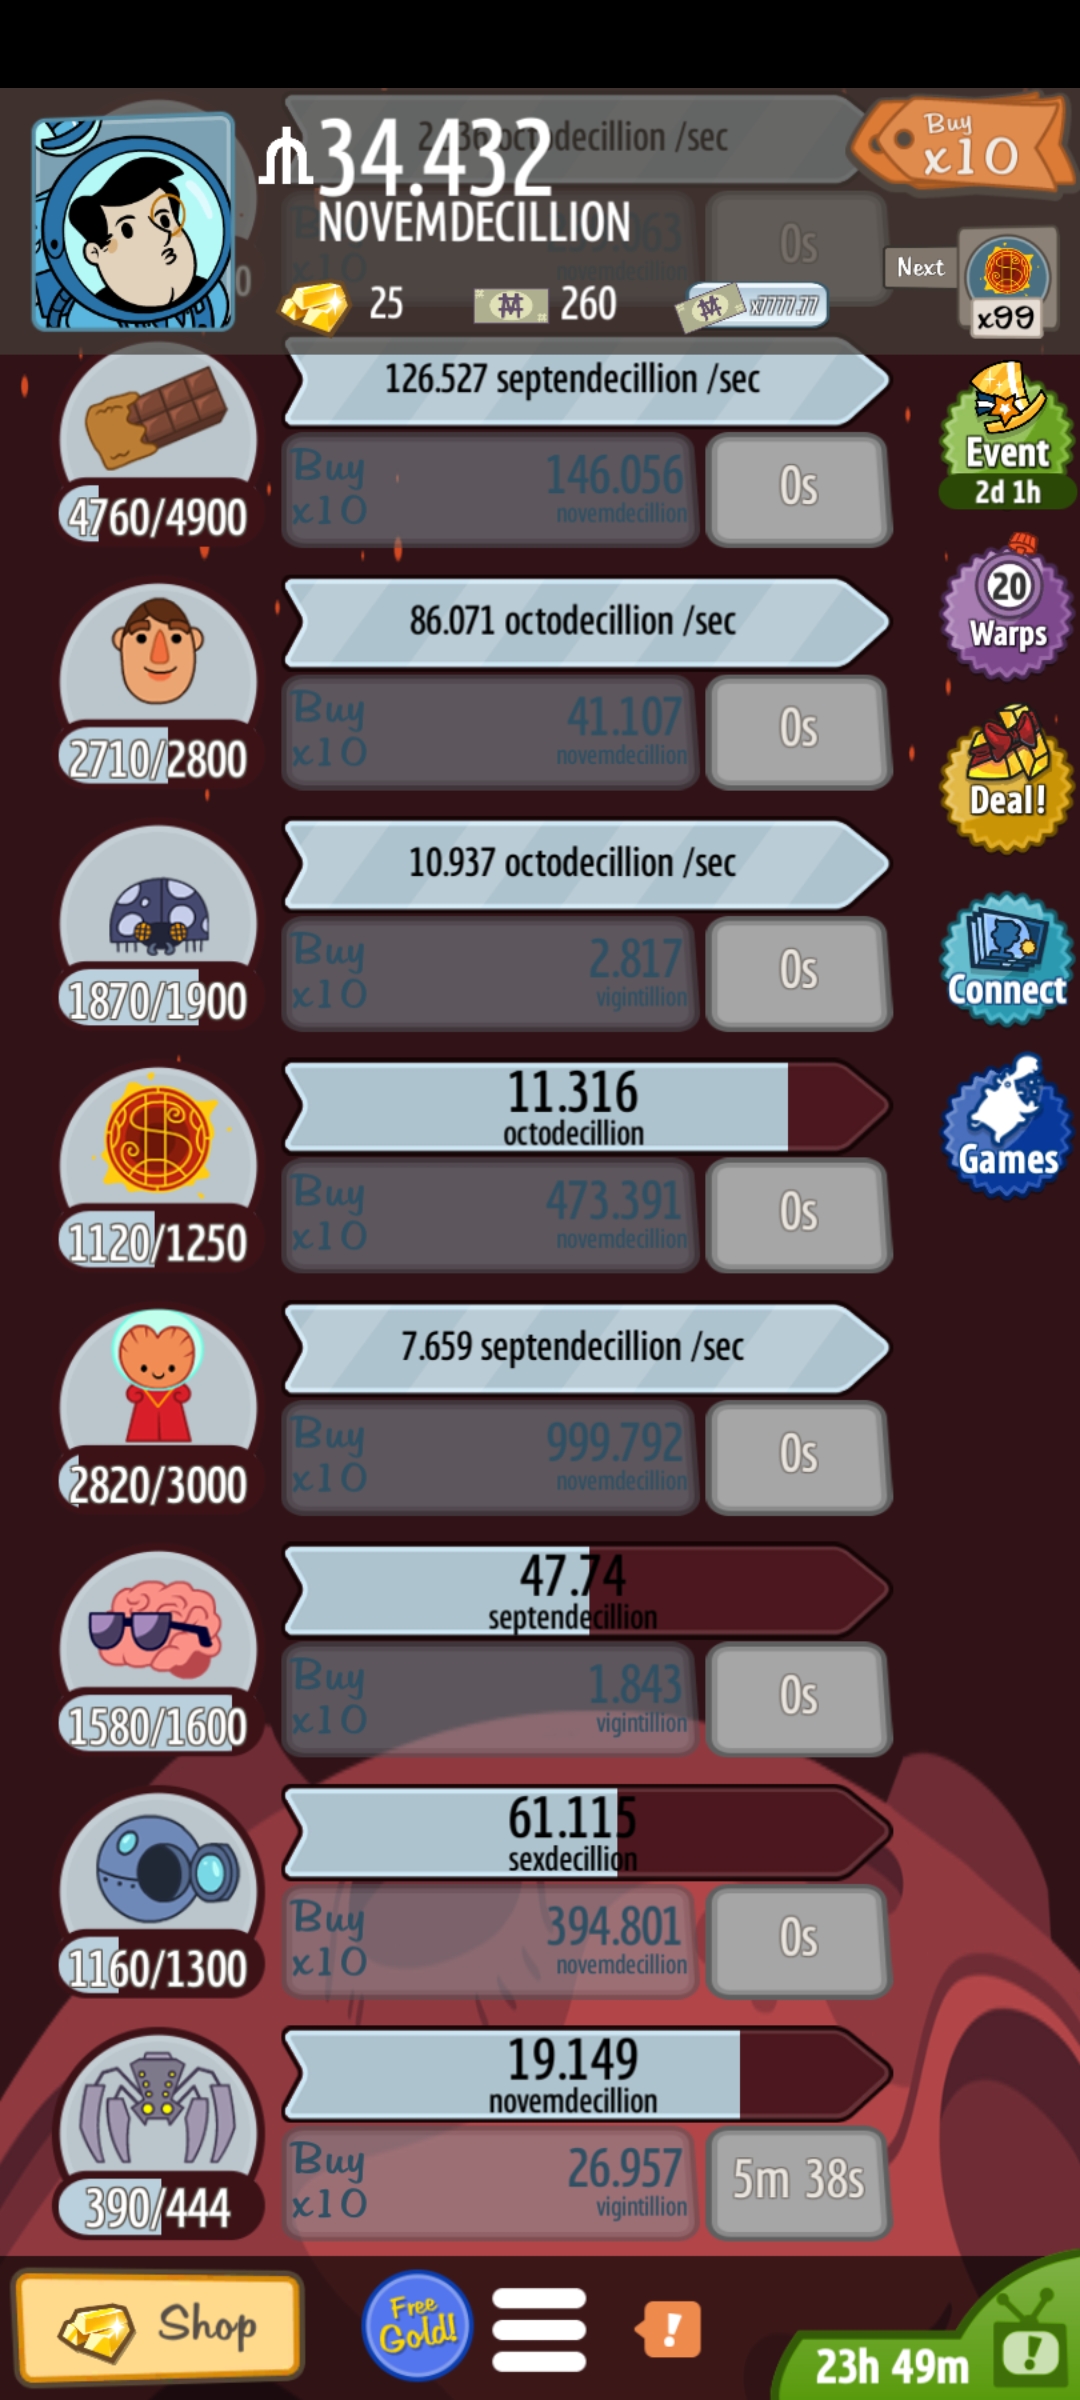 34.432
NOVEMDECILLION
octodecillion /sec
Buy
x10
25
260
x7777.77
Next
x99
0s
126.527 septendecillion /sec
4760/4900
Buy
x10
146.056
novemdecillion
0s
Event
2d 1h
86.071 octodecillion /sec
2710/2800
Buy
x10
41.107
novemdecillion
0s
20
Warps
Deal!
10.937 octodecillion /sec
1870/1900
Buy
x10
2.817
vigintillion
0s
Connect
11.316
octodecillion
1120/1250
Buy
x10
473.391
novemdecillion
0s
Games
7.659 septendecillion /sec
2820/3000
Buy
x10
999.792
novemdecillion
0s
47.74
septendecillion
1580/1600
Buy
x10
1.843
vigintillion
0s
61.115
sexdecillion
1160/1300
Buy
x10
394.801
novemdecillion
0s
19.149
novemdecillion
390/444
Buy
x10
26.957
vigintillion
5m 38s
Shop
Free
Gold!
!
23h 49m
!